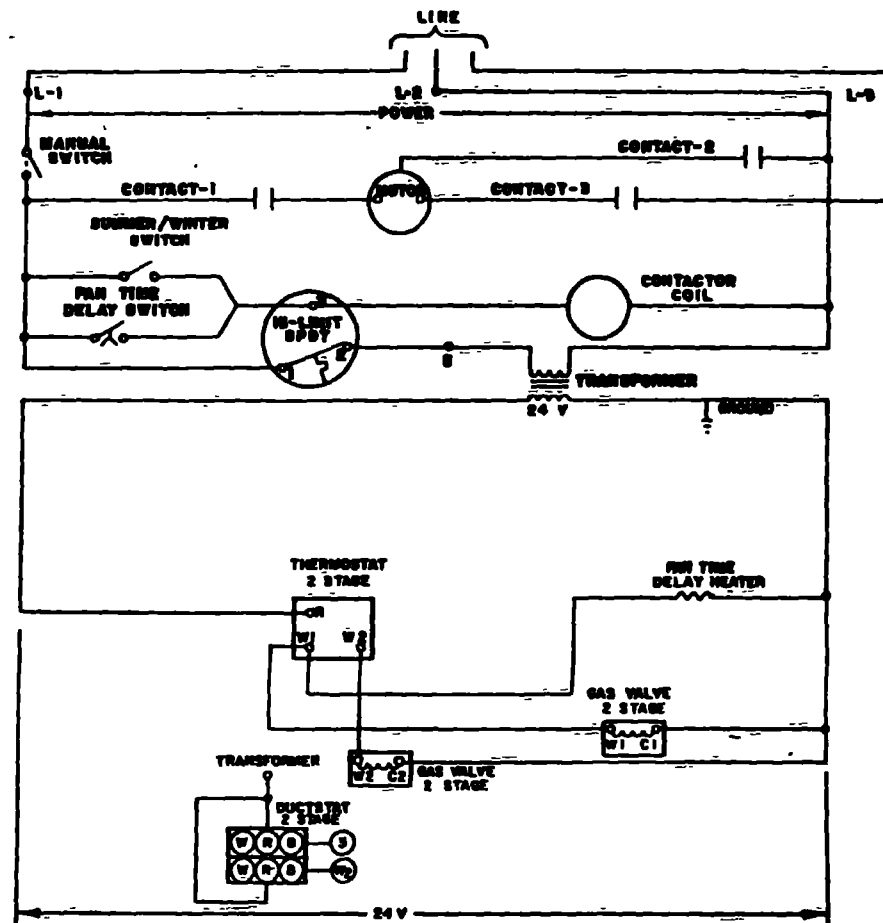 LINE
L-1
L-2
L-3
POWER
MANUAL
SWITCH
CONTACT-2
CONTACT-1
MOTOR
CONTACT-3
SUMMER/WINTER
SWITCH
FAN TIME
DELAY SWITCH
CONTACTOR
COIL
HI-LIMIT
SPDT
TRANSFORMER
24 V
GROUND
THERMOSTAT
2 STAGE
FAN TIME
DELAY HEATER
R
W1
W2
GAS VALVE
2 STAGE
W1 C1
TRANSFORMER
W2 C2
GAS VALVE
2 STAGE
DUCTSTAT
2 STAGE
W R B
W R B
24 V